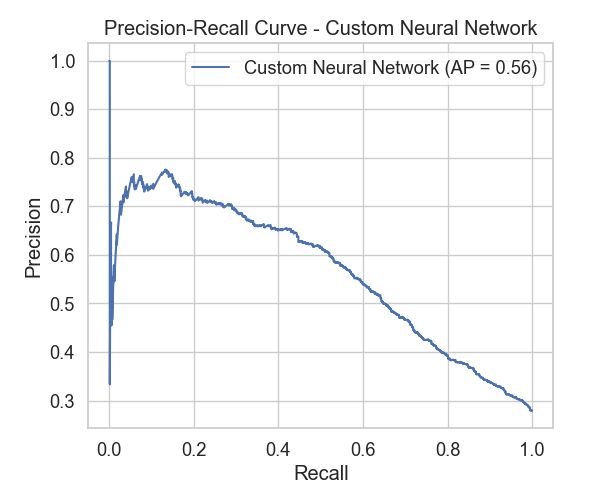 Precision-Recall Curve - Custom Neural Network
Custom Neural Network (AP = 0.56)
1.0
0.9
0.8
0.7
0.6
0.5
0.4
0.3
Precision
0.0 0.2 0.4 0.6 0.8 1.0
Recall